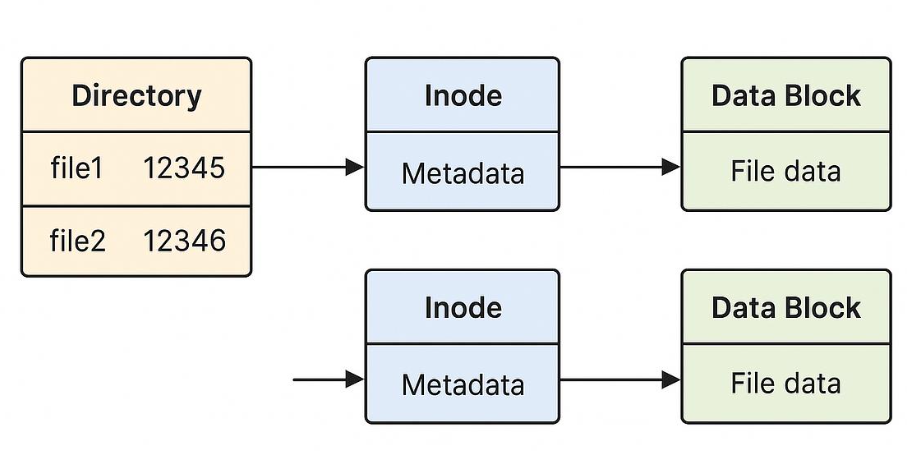 Directory
file1 12345
file2 12346
Inode
Metadata
Data Block
File data
Inode
Metadata
Data Block
File data